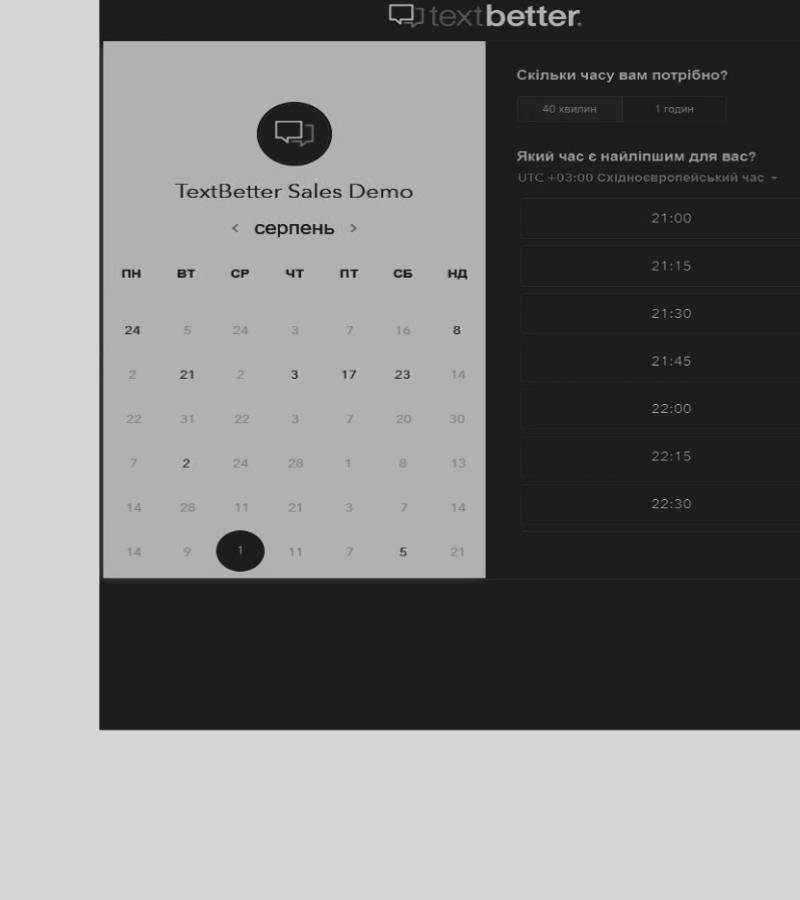 textbetter.
TextBetter Sales Demo
< серпень >
ПН ВТ СР ЧТ ПТ СБ НД
24 5 24 3 7 16 8
2 21 2 3 17 23 14
22 31 22 3 7 20 30
7 2 24 28 1 8 13
14 28 11 21 3 7 14
14 9 1 11 7 5 21
Скільки часу вам потрібно?
40 хвилин 1 годин
Який час є найліпшим для вас?
UTC +03:00 Східноєвропейський час
21:00
21:15
21:30
21:45
22:00
22:15
22:30